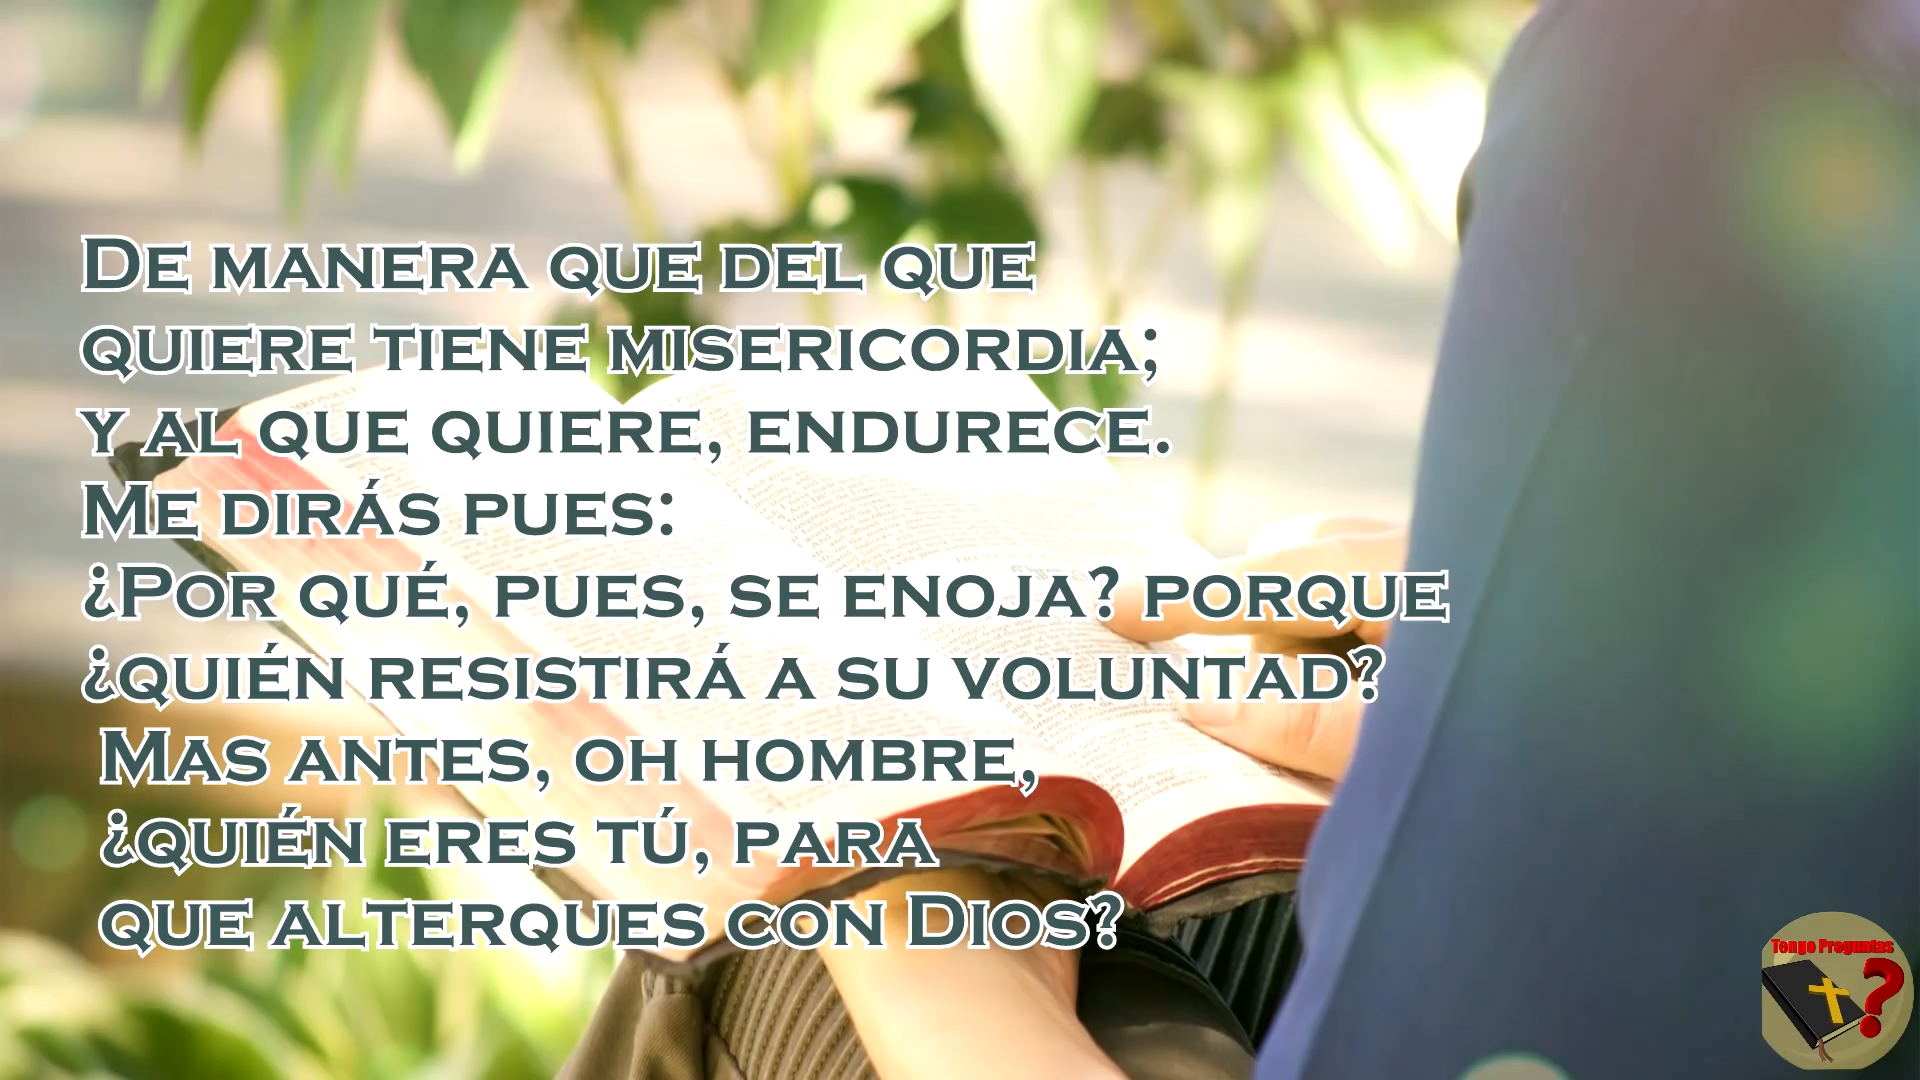 De manera que del que
quiere tiene misericordia;
y al que quiere, endurece.
Me dirás pues:
¿Por qué, pues, se enoja? porque
¿quién resistirá a su voluntad?
Mas antes, oh hombre,
¿quién eres tú, para
que alterques con Dios?
Tengo Preguntas
?